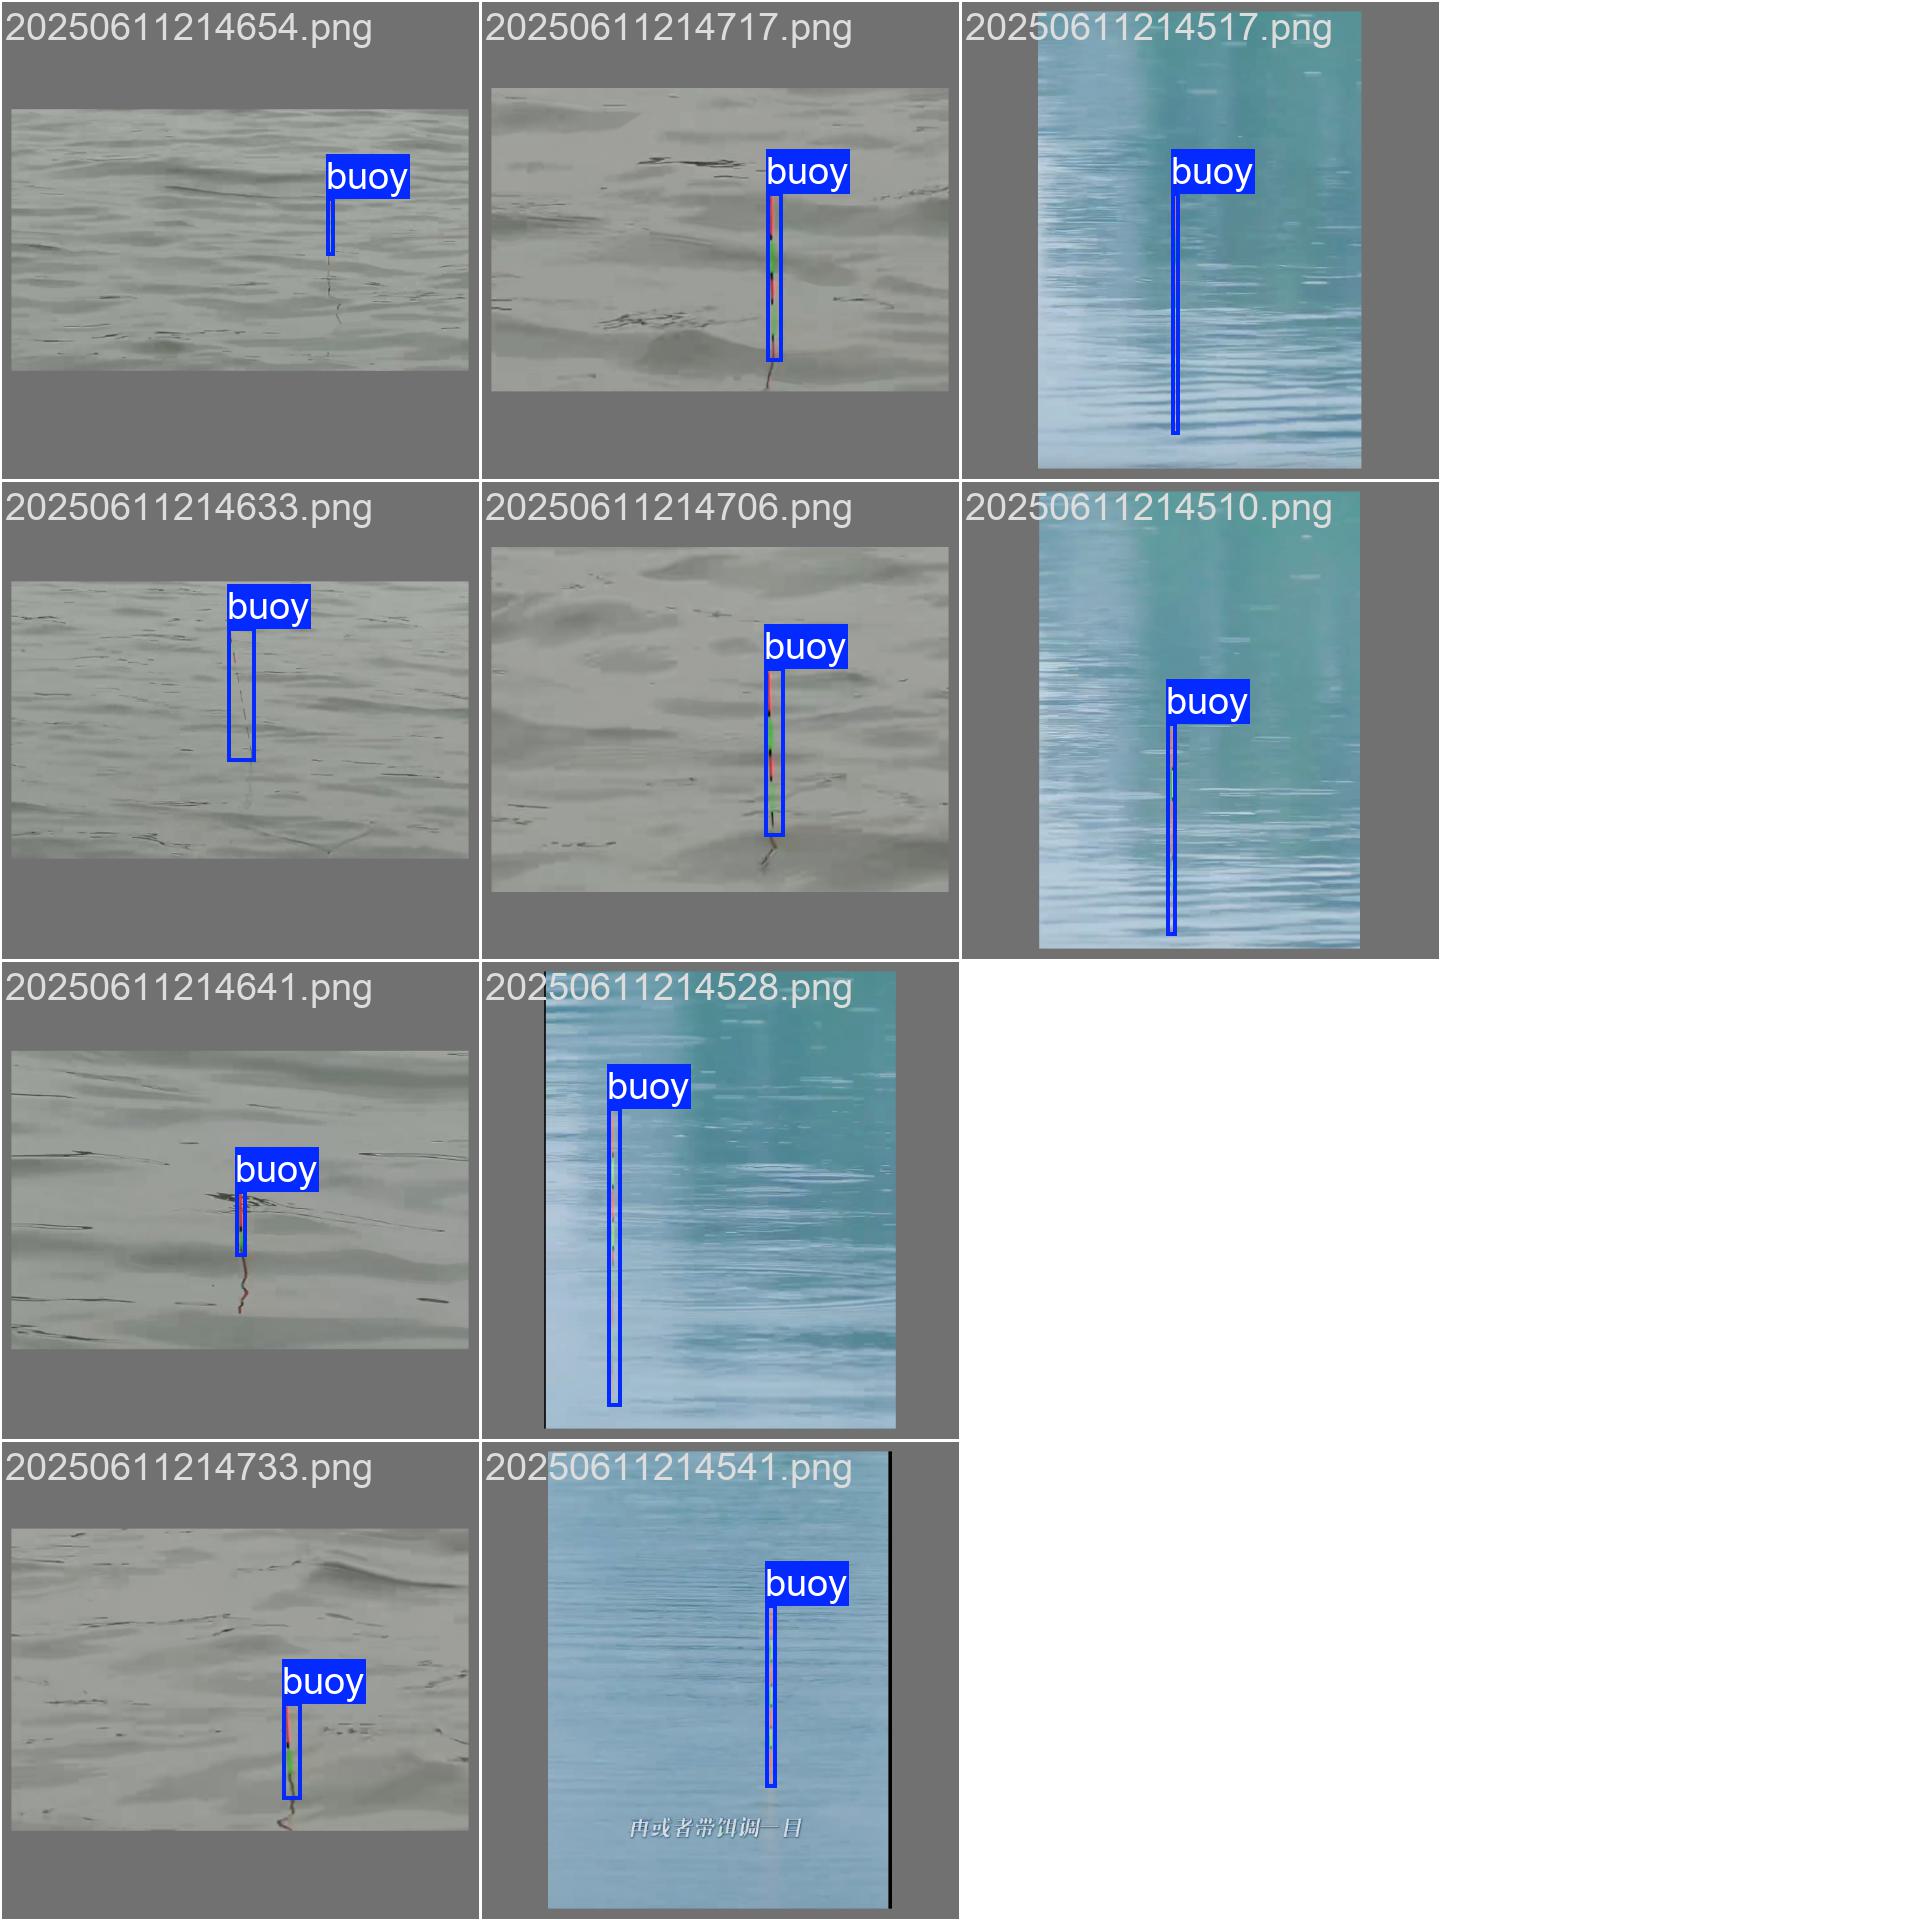 20250611214654.png
20250611214717.png
20250611214517.png
buoy
buoy
buoy
20250611214633.png
20250611214706.png
20250611214510.png
buoy
buoy
buoy
20250611214641.png
20250611214528.png
buoy
buoy
20250611214733.png
20250611214541.png
buoy
buoy
冉或者带饵调一目